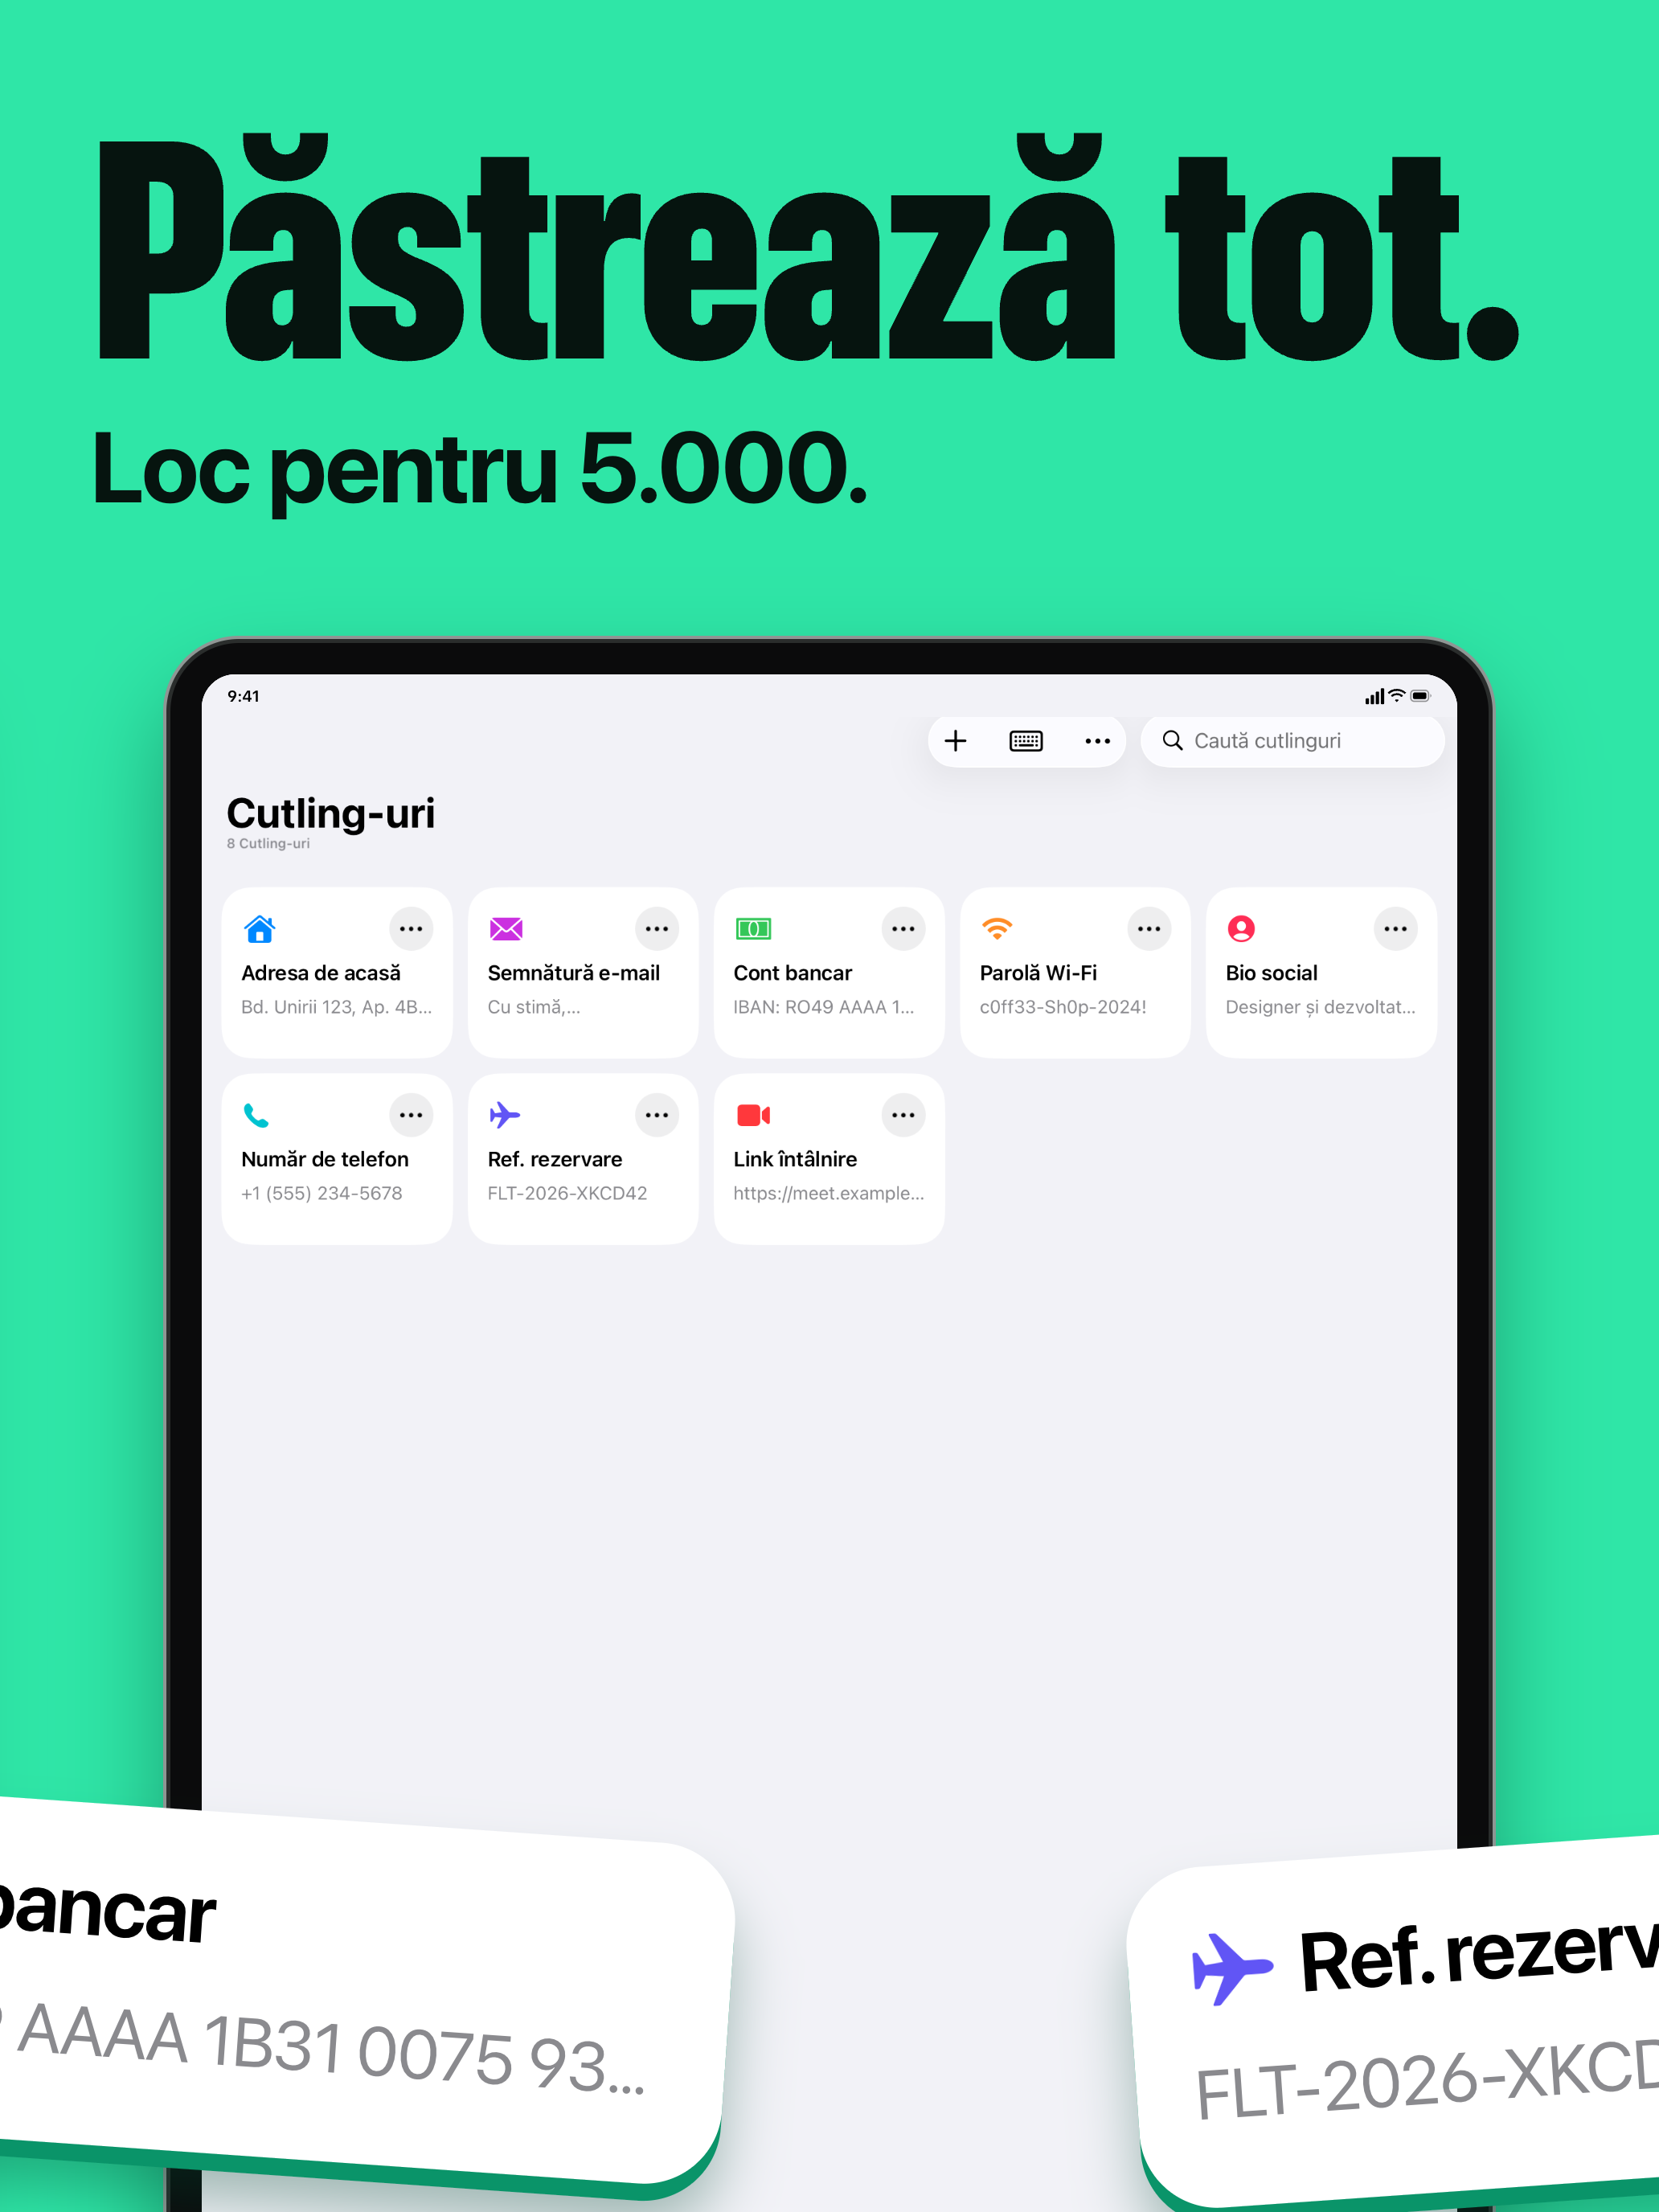 Păstrează tot.
Loc pentru 5.000.
9:41
Caută cutlinguri
Cutling-uri
8 Cutling-uri
Adresa de acasă
Bd. Unirii 123, Ap. 4B...
Semnătură e-mail
Cu stimă,...
Cont bancar
IBAN: RO49 AAAA 1...
Parolă Wi-Fi
c0ff33-Sh0p-2024!
Bio social
Designer și dezvoltat...
Număr de telefon
+1 (555) 234-5678
Ref. rezervare
FLT-2026-XKCD42
Link întâlnire
https://meet.example...
bancar
AAAA 1B31 0075 93...
Ref. rezerv
FLT-2026-XKCD